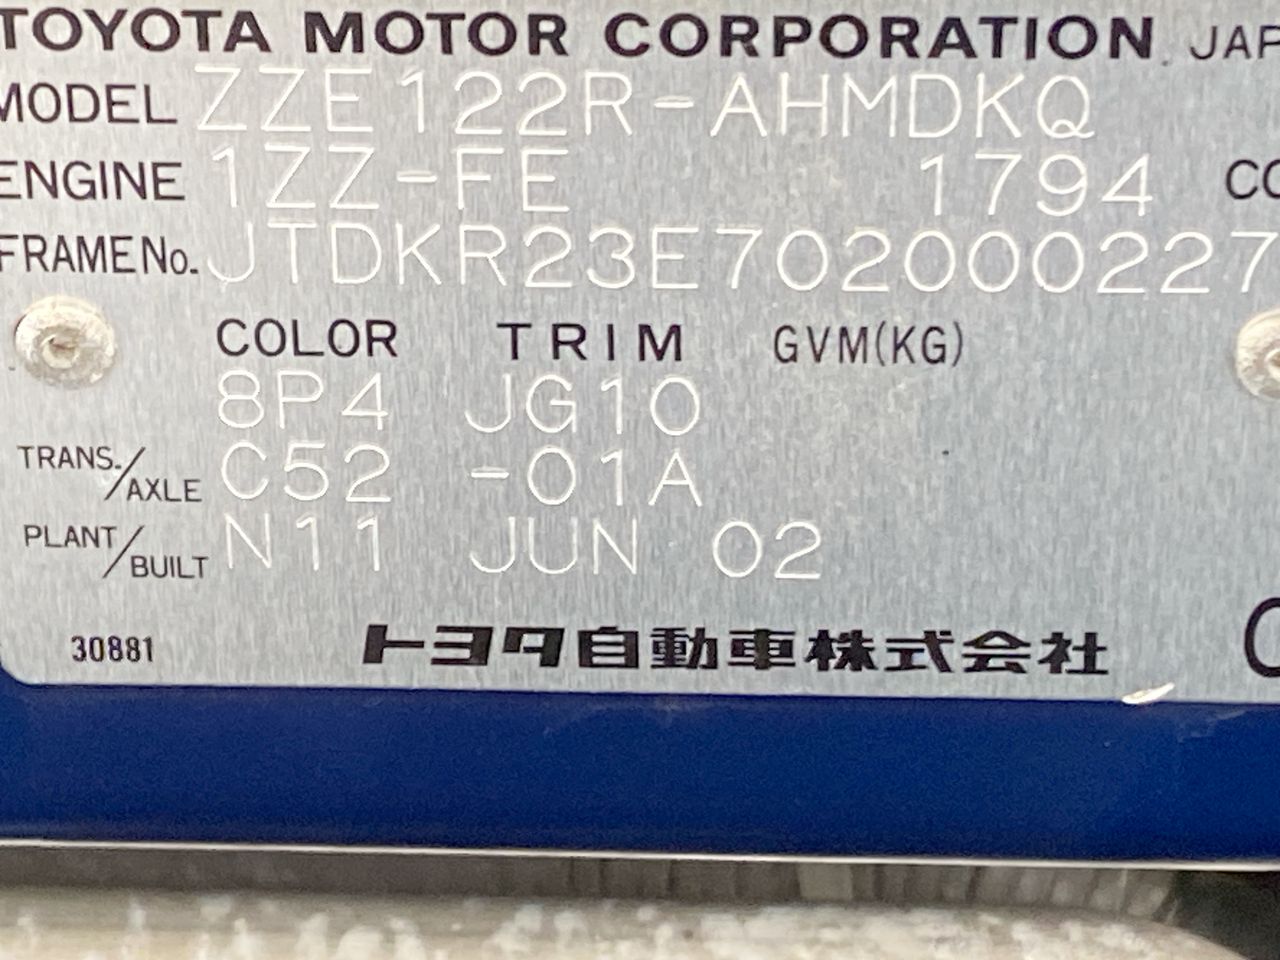 TOYOTA MOTOR CORPORATION JAP
MODEL ZZE122R-AHMDKQ
ENGINE 1ZZ-FE 1794 CC
FRAME No. JTDKR23E702000227
COLOR TRIM GVM(KG)
8P4 JG10
TRANS./AXLE C52 -01A
PLANT/BUILT N11 JUN 02
30881 トヨタ自動車株式会社